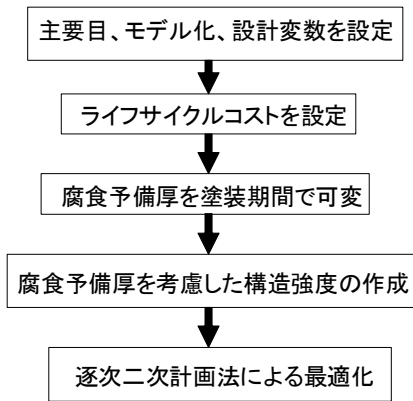 主要目、モデル化、設計変数を設定
ライフサイクルコストを設定
腐食予備厚を塗装期間で可変
腐食予備厚を考慮した構造強度の作成
逐次二次計画法による最適化